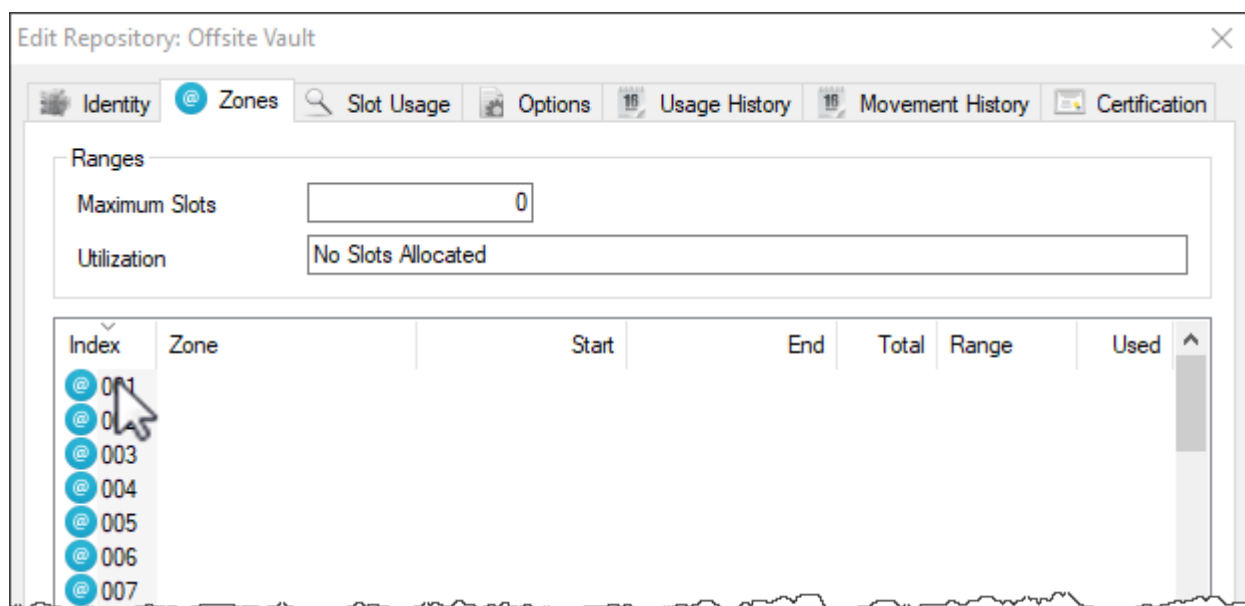 Edit Repository: Offsite Vault
Identity Zones Slot Usage Options Usage History Movement History Certification
Ranges
Maximum Slots 0
Utilization No Slots Allocated
Index Zone Start End Total Range Used
001
003
004
005
006
007